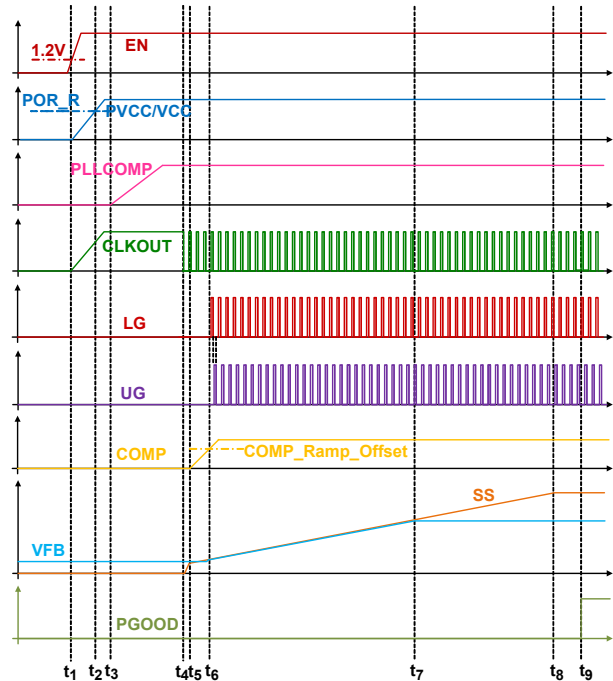 EN
1.2V
POR_R
PVCC/VCC
PLLCOMP
CLKOUT
LG
UG
COMP
COMP_Ramp_Offset
SS
VFB
PGOOD
t1 t2 t3 t4 t5 t6 t7 t8 t9